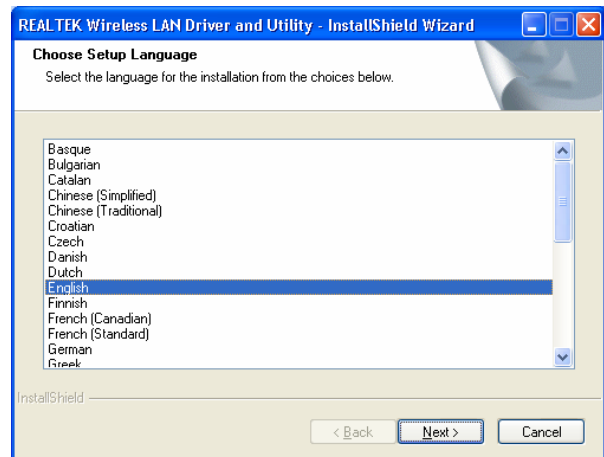 REALTEK Wireless LAN Driver and Utility - InstallShield Wizard
Choose Setup Language
Select the language for the installation from the choices below.
Basque
Bulgarian
Catalan
Chinese (Simplified)
Chinese (Traditional)
Croatian
Czech
Danish
Dutch
English
Finnish
French (Canadian)
French (Standard)
German
Greek
InstallShield
< Back
Next >
Cancel